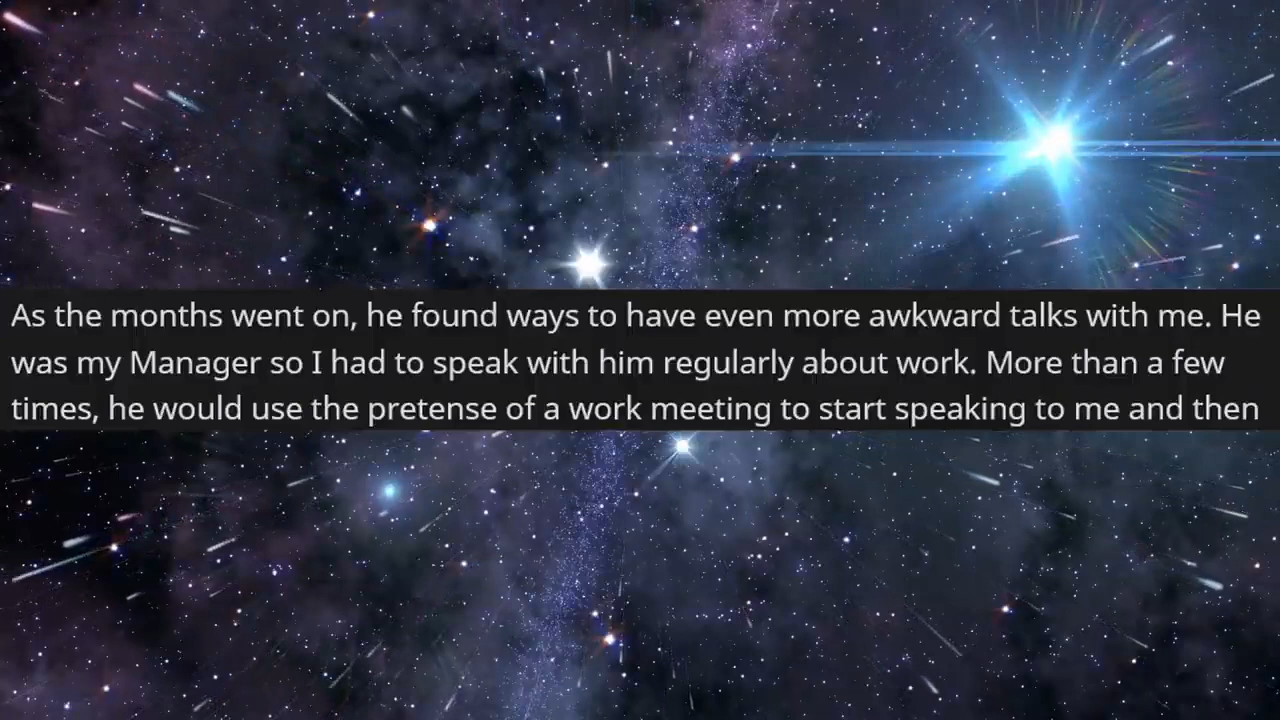 As the months went on, he found ways to have even more awkward talks with me. He
was my Manager so I had to speak with him regularly about work. More than a few
times, he would use the pretense of a work meeting to start speaking to me and then